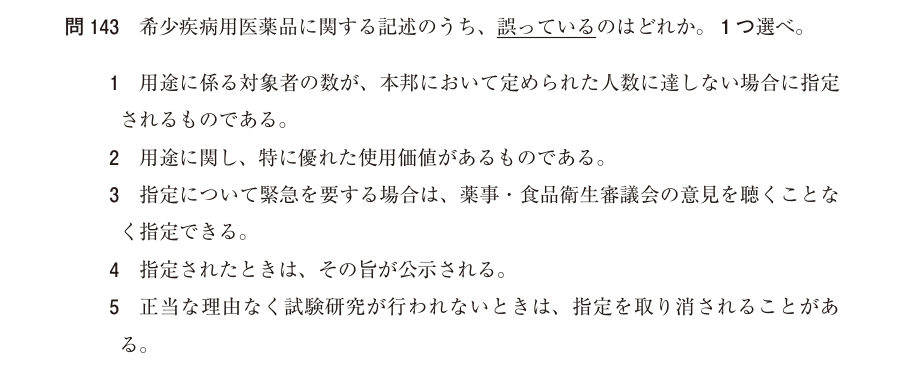 問 143 希少疾病用医薬品に関する記述のうち、誤っているのはどれか。1つ選べ。
1 用途に係る対象者の数が、本邦において定められた人数に達しない場合に指定
されるものである。
2 用途に関し、特に優れた使用価値があるものである。
3 指定について緊急を要する場合は、薬事・食品衛生審議会の意見を聴くことな
く指定できる。
4 指定されたときは、その旨が公示される。
5 正当な理由なく試験研究が行われないときは、指定を取り消されることがあ
る。